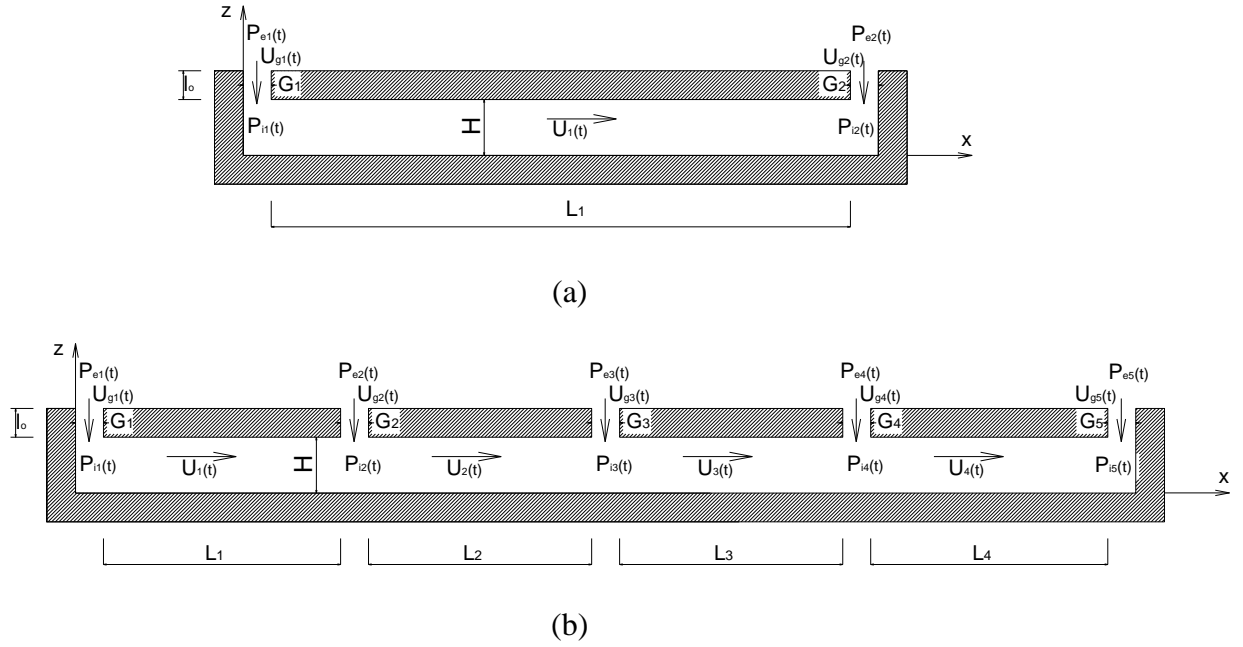 z
Pe1(t) Pe2(t)
Ug1(t) Ug2(t)
lo G1 G2
Pi1(t) H U1(t) Pi2(t)
x
L1
(a)
z
Pe1(t) Pe2(t) Pe3(t) Pe4(t) Pe5(t)
Ug1(t) Ug2(t) Ug3(t) Ug4(t) Ug5(t)
lo G1 G2 G3 G4 G5
Pi1(t) U1(t) H Pi2(t) U2(t) Pi3(t) U3(t) Pi4(t) U4(t) Pi5(t)
x
L1 L2 L3 L4
(b)